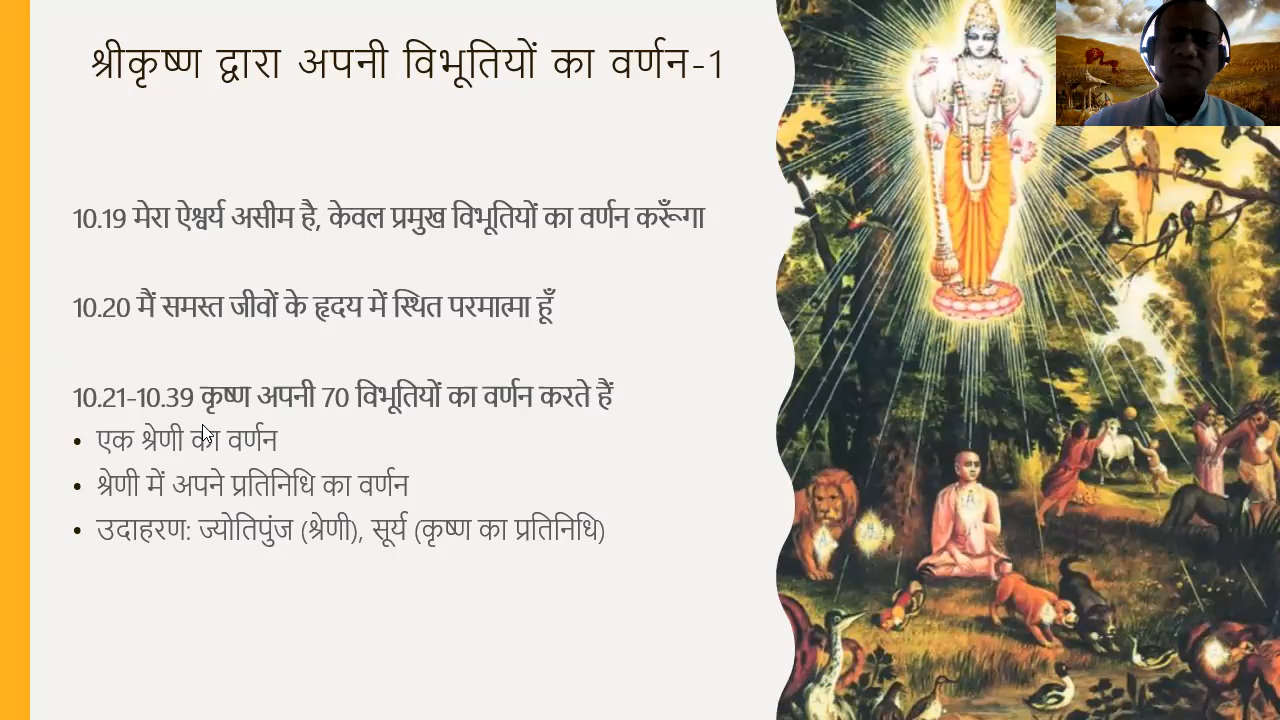 श्रीकृष्ण द्वारा अपनी विभूतियों का वर्णन-1
10.19 मेरा ऐश्वर्य असीम है, केवल प्रमुख विभूतियों का वर्णन करूँगा
10.20 मैं समस्त जीवों के हृदय में स्थित परमात्मा हूँ
10.21-10.39 कृष्ण अपनी 70 विभूतियों का वर्णन करते हैं
• एक श्रेणी का वर्णन
• श्रेणी में अपने प्रतिनिधि का वर्णन
• उदाहरण: ज्योतिपुंज (श्रेणी), सूर्य (कृष्ण का प्रतिनिधि)